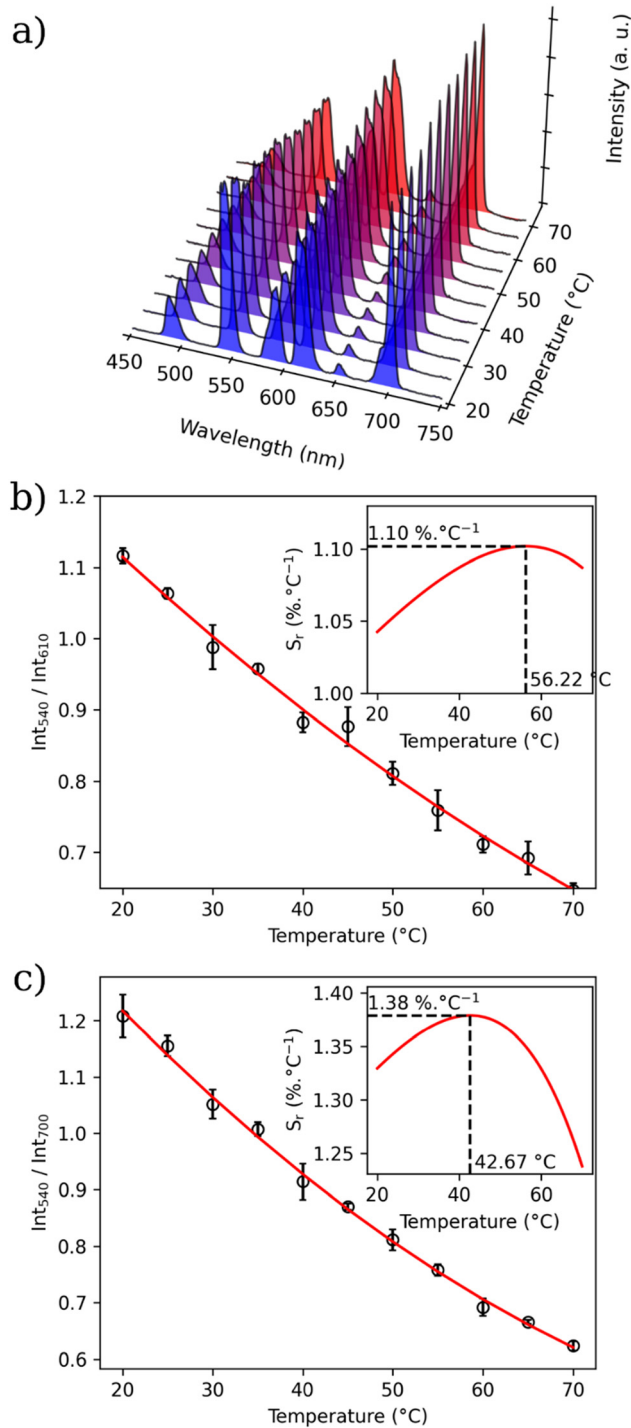 a)
Intensity (a. u.)
450
500
550
600
650
700
750
Wavelength (nm)
20
30
40
50
60
70
Temperature (°C)
b)
1.2
1.1
1.0
0.9
0.8
0.7
Int₅₄₀ / Int₆₁₀
20 30 40 50 60 70
Temperature (°C)
1.10 %.°C⁻¹
1.10
1.05
1.00
Sᵣ (%.°C⁻¹)
56.22 °C
20 40 60
Temperature (°C)
c)
1.2
1.1
1.0
0.9
0.8
0.7
0.6
Int₅₄₀ / Int₇₀₀
20 30 40 50 60 70
Temperature (°C)
1.40
1.38 %.°C⁻¹
1.35
1.30
1.25
Sᵣ (%.°C⁻¹)
42.67 °C
20 40 60
Temperature (°C)